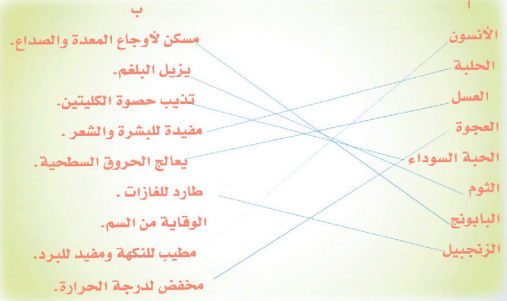 أ ب
الأنسون مسكن لأوجاع المعدة والصداع.
الحلبة يزيل البلغم.
العسل تذيب حصوة الكليتين.
العجوة مفيدة للبشرة والشعر .
الحبة السوداء يعالج الحروق السطحية.
الثوم طارد للغازات .
البابونج الوقاية من السم.
الزنجبيل مطيب للنكهة ومفيد للبرد.
مخفض لدرجة الحرارة.